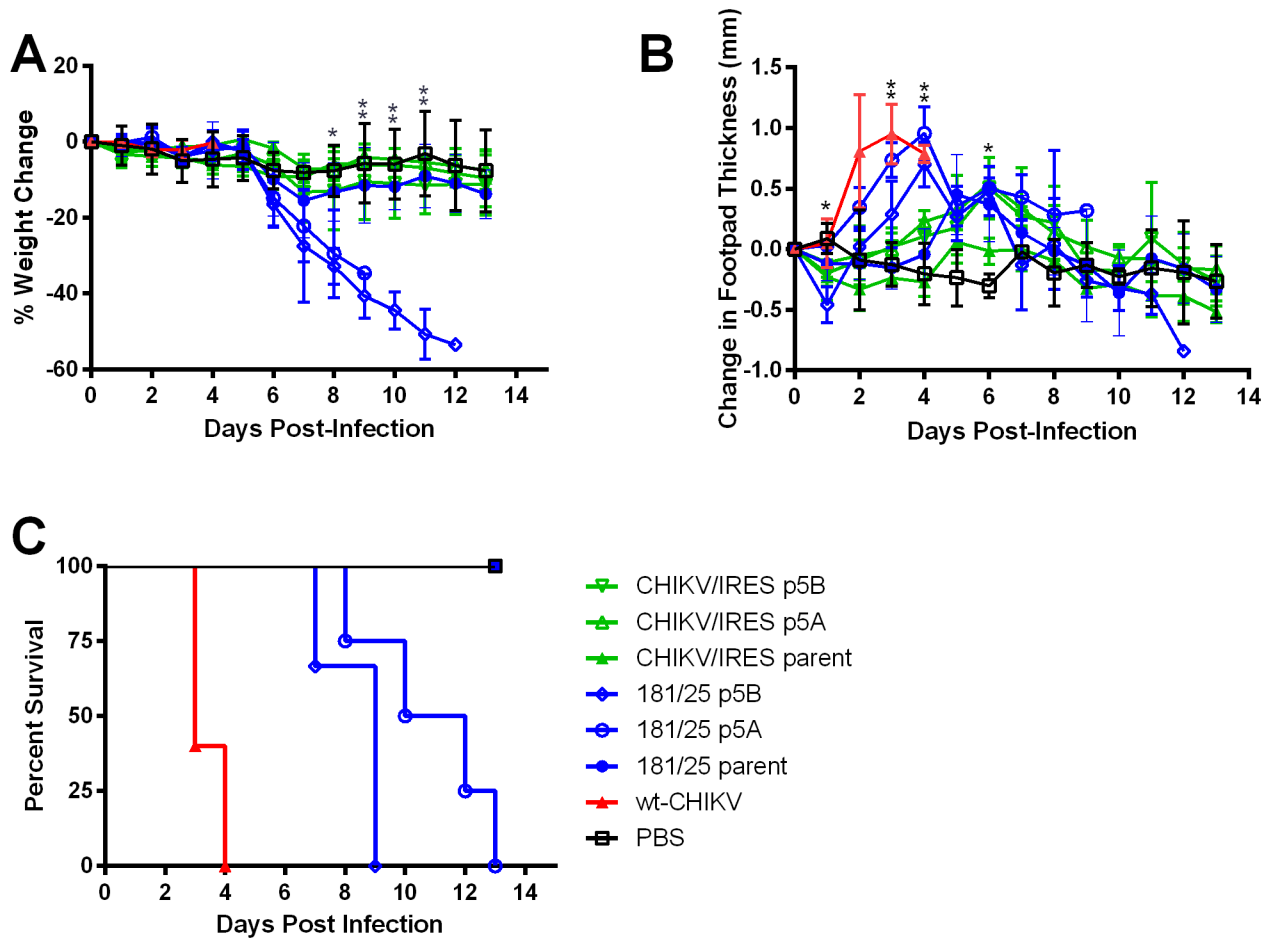 A
% Weight Change
20
0
-20
-40
-60
*
**
**
**
0 2 4 6 8 10 12 14
Days Post-Infection
B
Change in Footpad Thickness (mm)
1.5
1.0
0.5
0.0
-0.5
-1.0
*
**
**
*
0 2 4 6 8 10 12 14
Days Post-Infection
C
Percent Survival
100
75
50
25
0
0 2 4 6 8 10 12 14
Days Post Infection
CHIKV/IRES p5B
CHIKV/IRES p5A
CHIKV/IRES parent
181/25 p5B
181/25 p5A
181/25 parent
wt-CHIKV
PBS